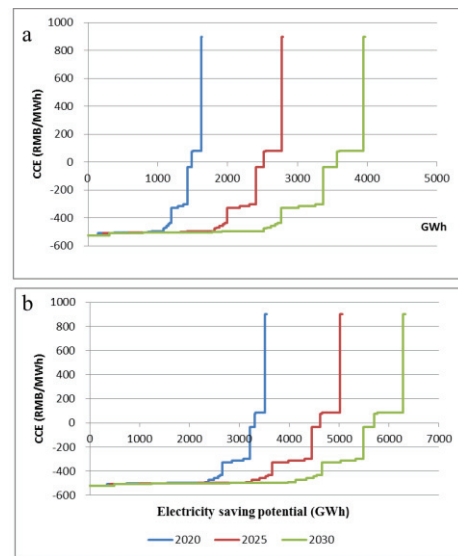 a
1000
800
600
400
200
0
-200
-400
-600
CCE (RMB/MWh)
0 1000 2000 3000 4000 5000
GWh
b
1000
800
600
400
200
0
-200
-400
-600
CCE (RMB/MWh)
0 1000 2000 3000 4000 5000 6000 7000
Electricity saving potential (GWh)
2020 2025 2030